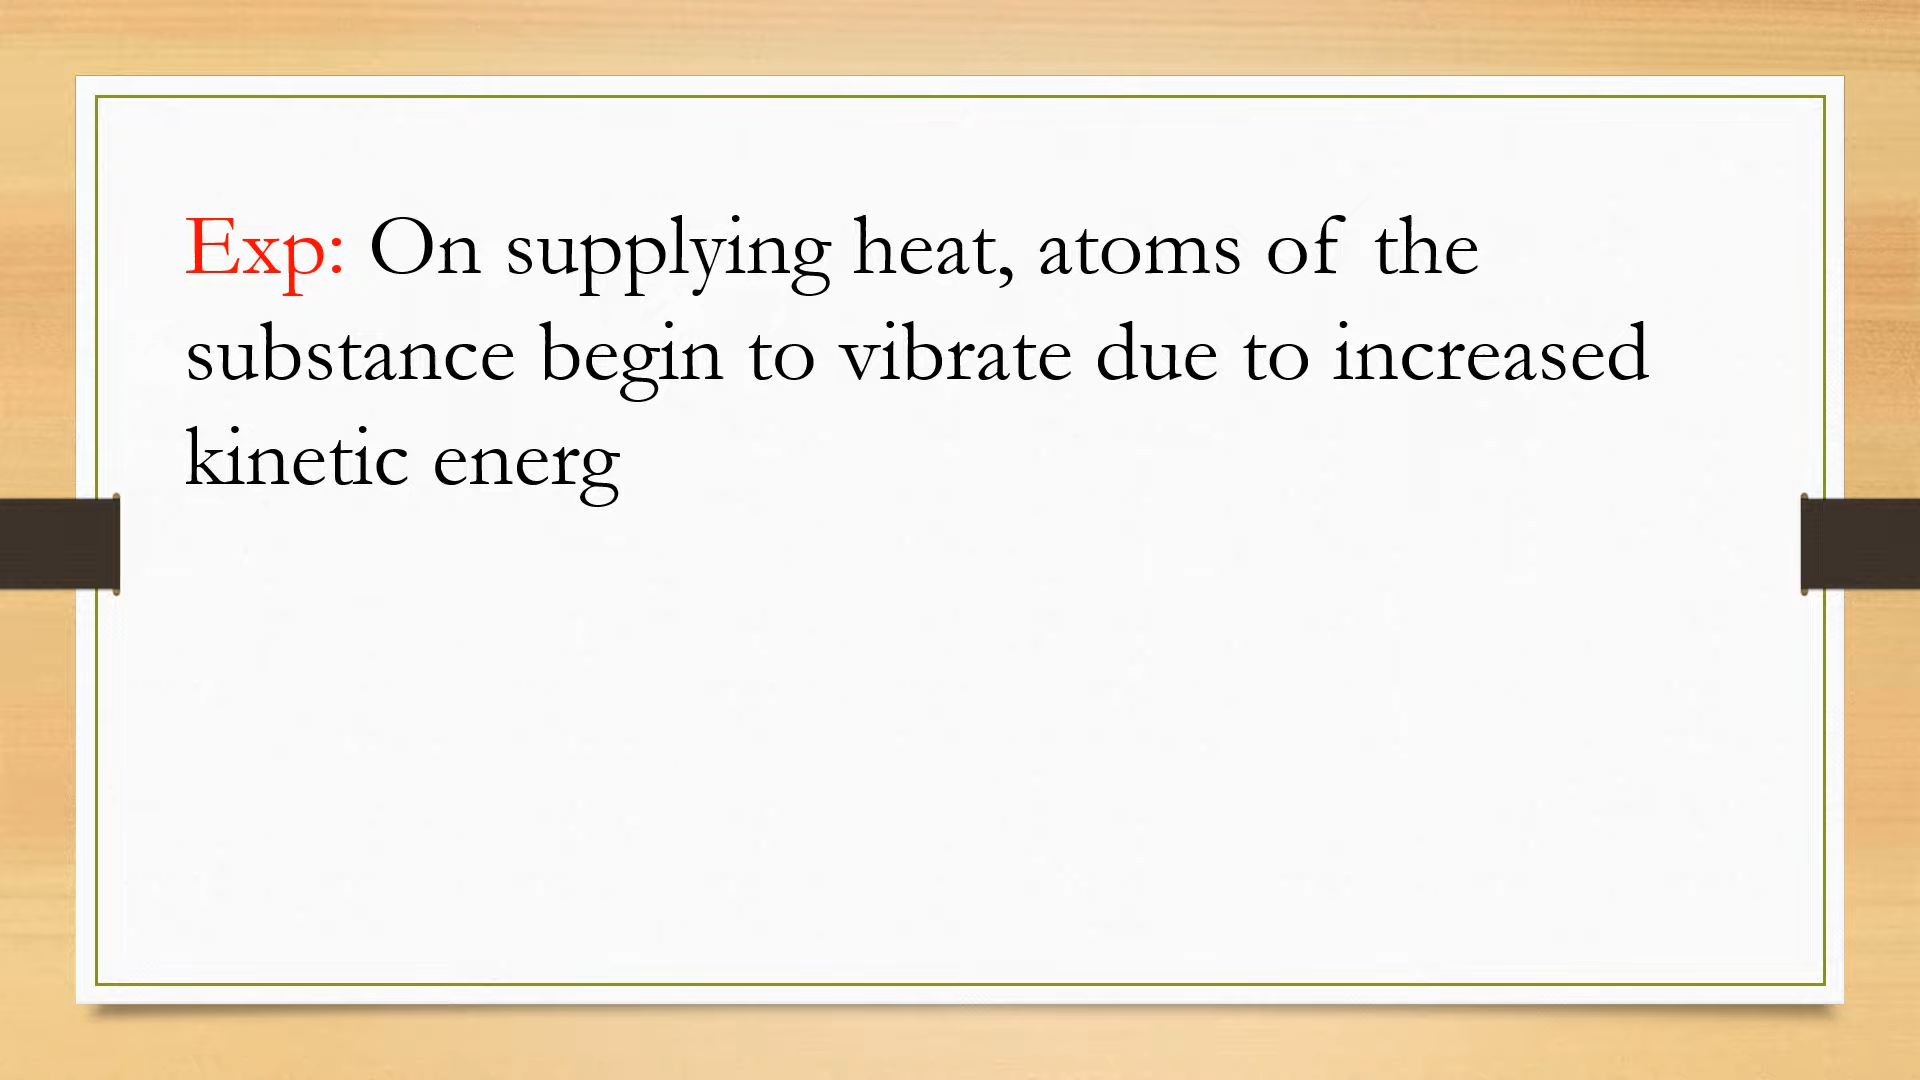 Exp: On supplying heat, atoms of the
substance begin to vibrate due to increased
kinetic energ